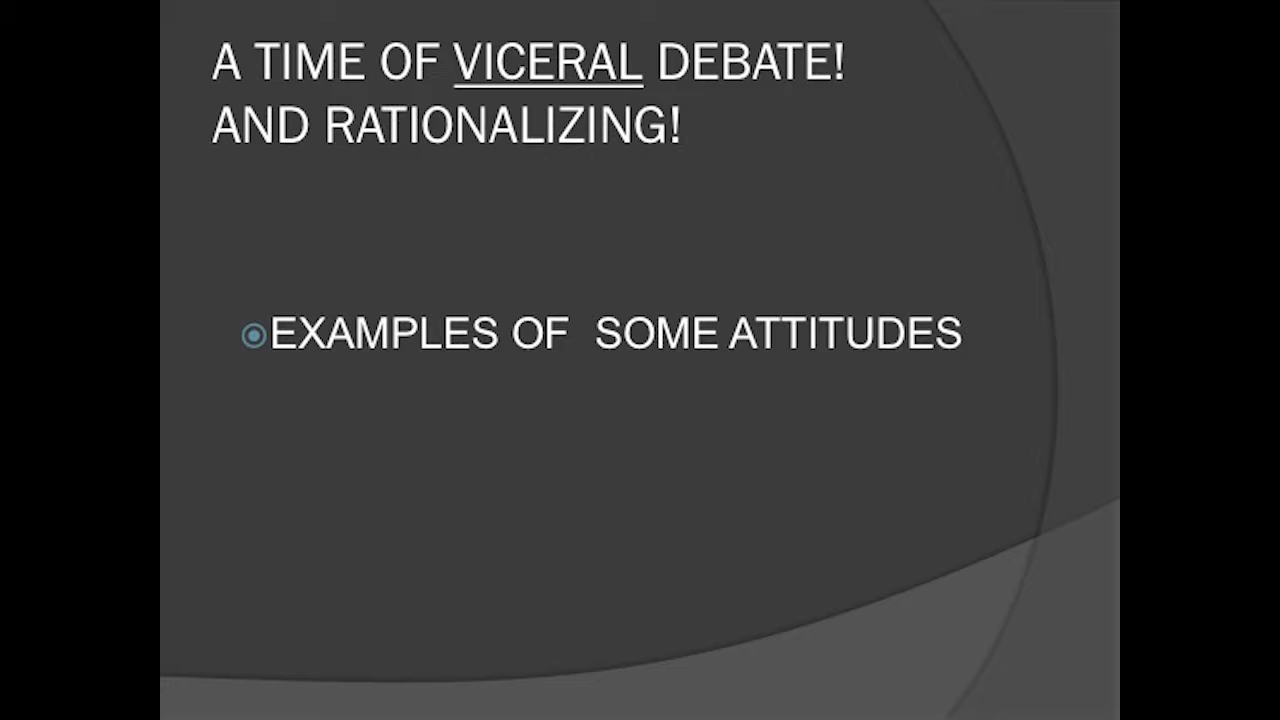 A TIME OF VICERAL DEBATE!
AND RATIONALIZING!
EXAMPLES OF  SOME ATTITUDES